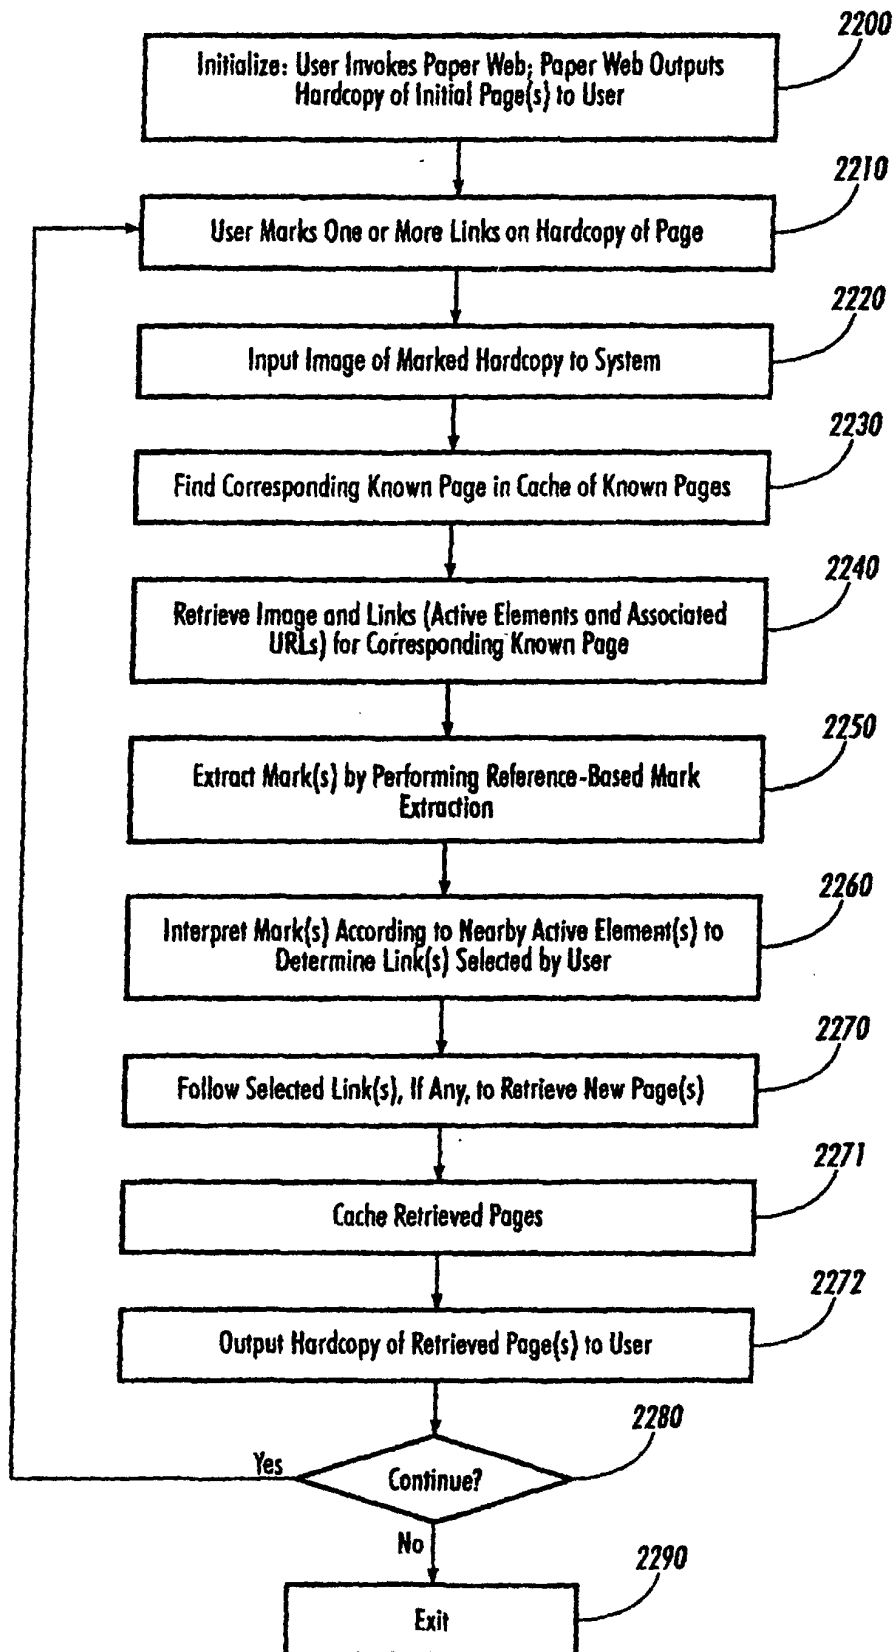 2200
Initialize: User Invokes Paper Web; Paper Web Outputs
Hardcopy of Initial Page(s) to User
2210
User Marks One or More Links on Hardcopy of Page
2220
Input Image of Marked Hardcopy to System
2230
Find Corresponding Known Page in Cache of Known Pages
2240
Retrieve Image and Links (Active Elements and Associated
URLs) for Corresponding Known Page
2250
Extract Mark(s) by Performing Reference-Based Mark
Extraction
2260
Interpret Mark(s) According to Nearby Active Element(s) to
Determine Link(s) Selected by User
2270
Follow Selected Link(s), If Any, to Retrieve New Page(s)
2271
Cache Retrieved Pages
2272
Output Hardcopy of Retrieved Page(s) to User
2280
Yes
Continue?
No
2290
Exit